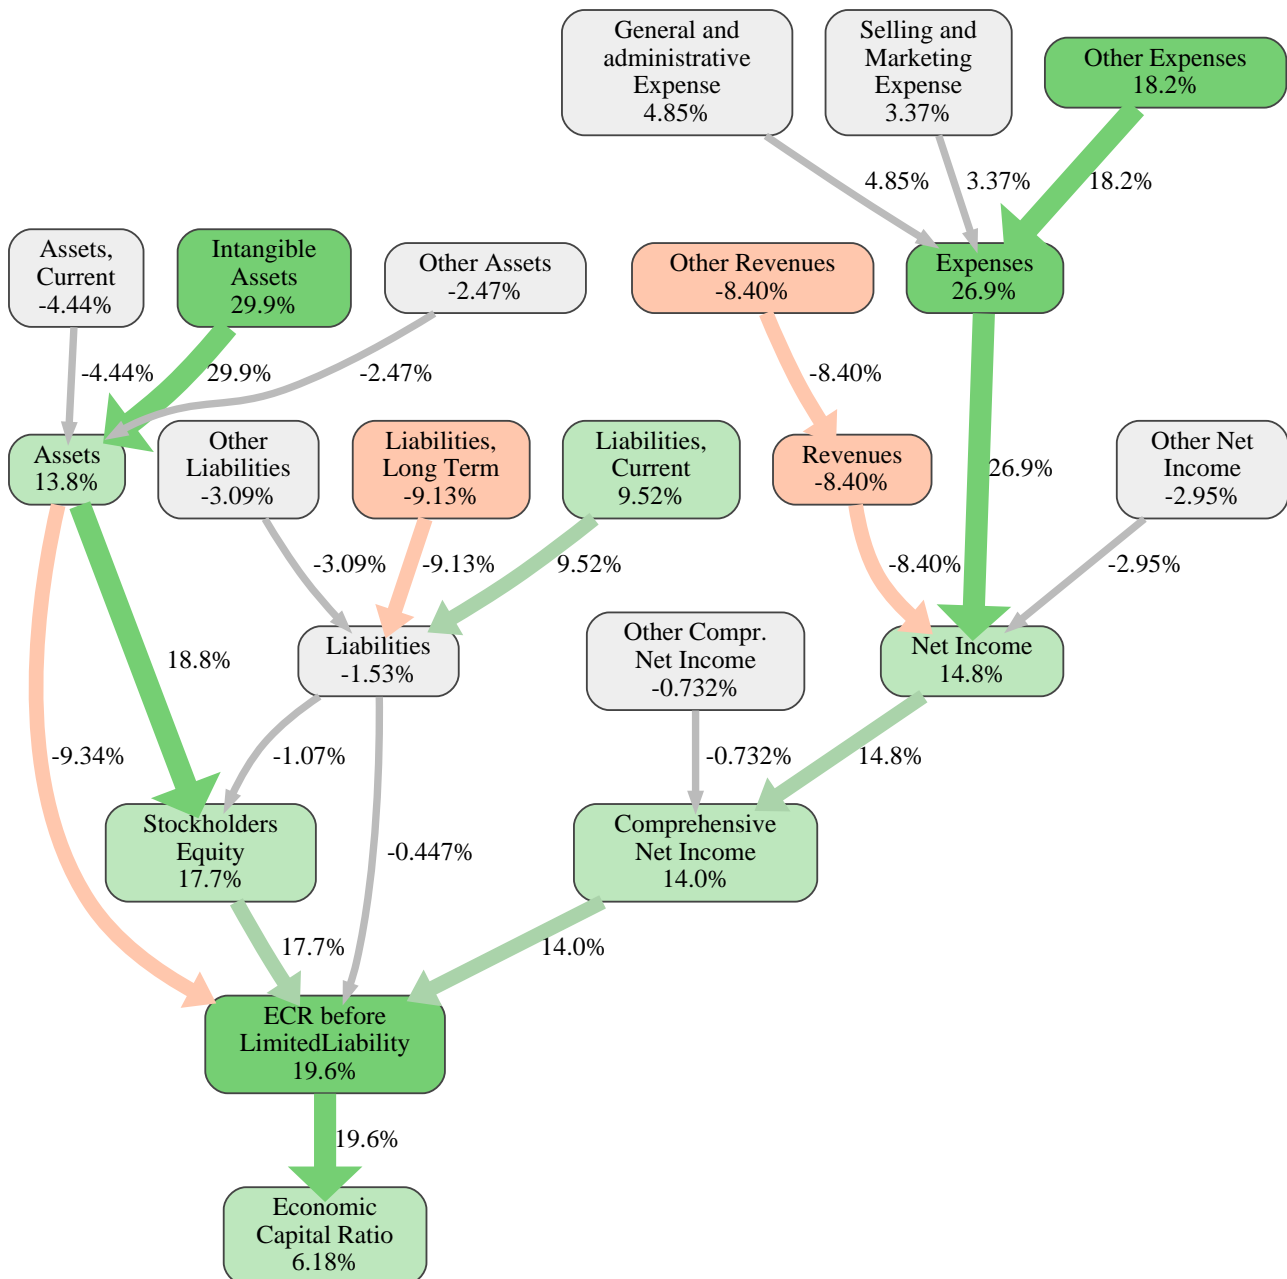 General and
administrative
Expense
4.85%
Selling and
Marketing
Expense
3.37%
Other Expenses
18.2%
4.85%
3.37%
18.2%
Assets,
Current
-4.44%
Intangible
Assets
29.9%
Other Assets
-2.47%
Other Revenues
-8.40%
Expenses
26.9%
-4.44%
29.9%
-2.47%
-8.40%
Assets
13.8%
Other
Liabilities
-3.09%
Liabilities,
Long Term
-9.13%
Liabilities,
Current
9.52%
Revenues
-8.40%
26.9%
Other Net
Income
-2.95%
-3.09%
-9.13%
9.52%
-8.40%
-2.95%
18.8%
Liabilities
-1.53%
Other Compr.
Net Income
-0.732%
Net Income
14.8%
-9.34%
-1.07%
-0.732%
14.8%
Stockholders
Equity
17.7%
-0.447%
Comprehensive
Net Income
14.0%
17.7%
14.0%
ECR before
LimitedLiability
19.6%
19.6%
Economic
Capital Ratio
6.18%